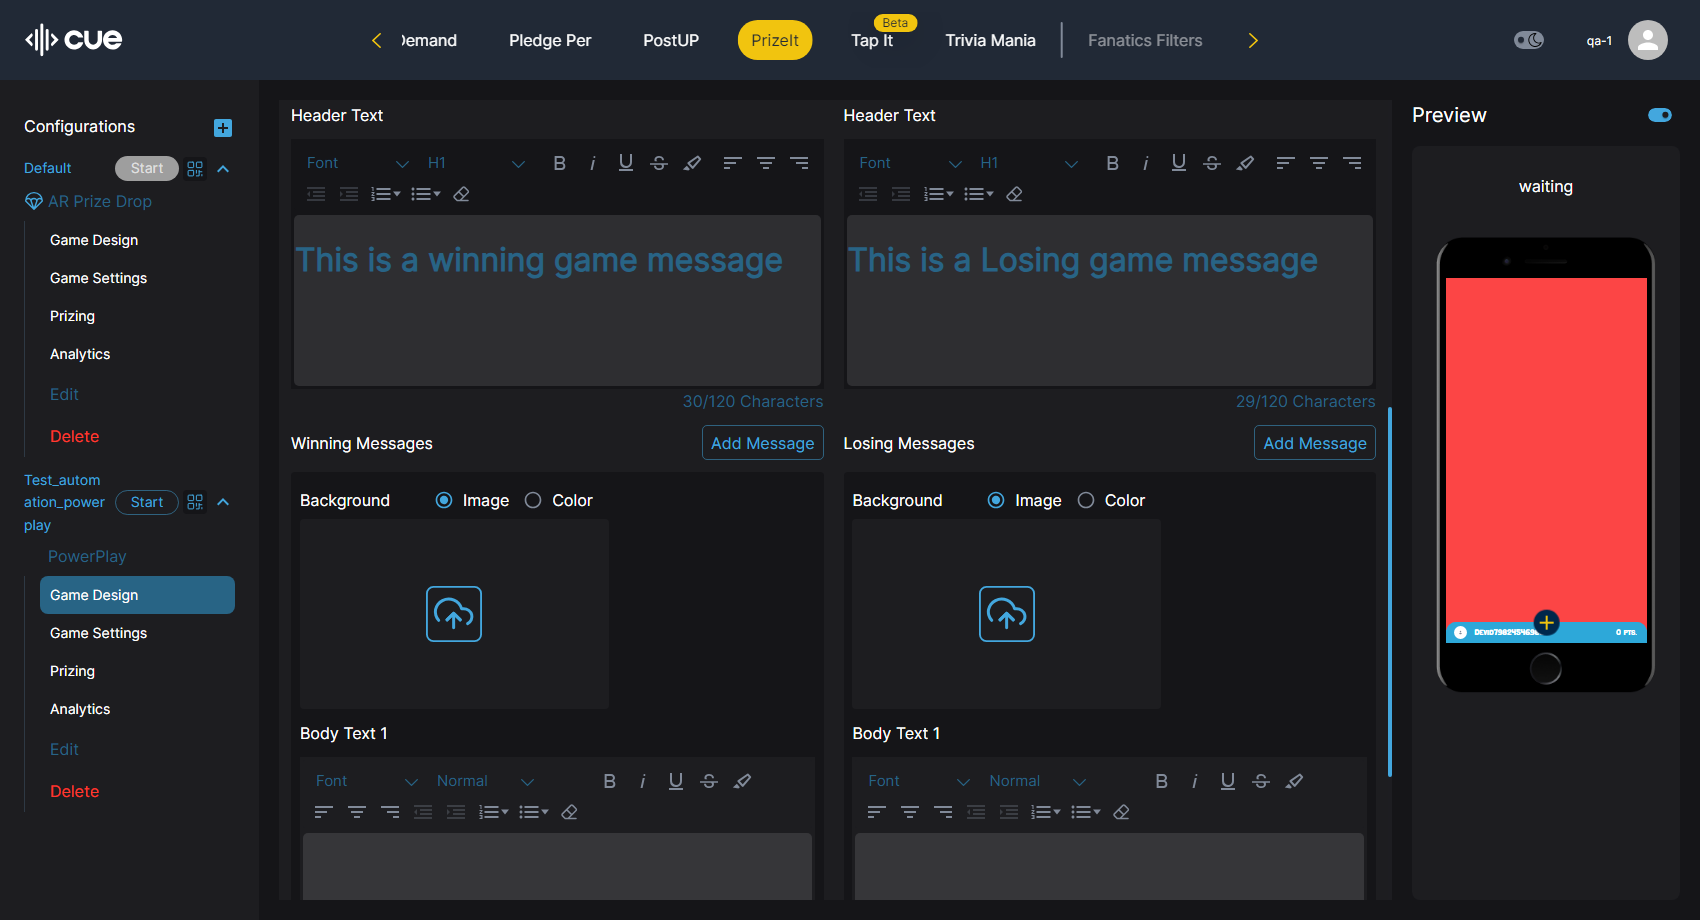 cue
Demand
Pledge Per
PostUP
PrizeIt
Beta
Tap It
Trivia Mania
Fanatics Filters
qa-1
Configurations
Default
Start
AR Prize Drop
Game Design
Game Settings
Prizing
Analytics
Edit
Delete
Test_autom
ation_power
play
Start
PowerPlay
Game Design
Game Settings
Prizing
Analytics
Edit
Delete
Header Text
Font
H1
This is a winning game message
30/120 Characters
Winning Messages
Add Message
Background
Image
Color
Body Text 1
Font
Normal
Header Text
Font
H1
This is a Losing game message
29/120 Characters
Losing Messages
Add Message
Background
Image
Color
Body Text 1
Font
Normal
Preview
waiting
0 PTS.